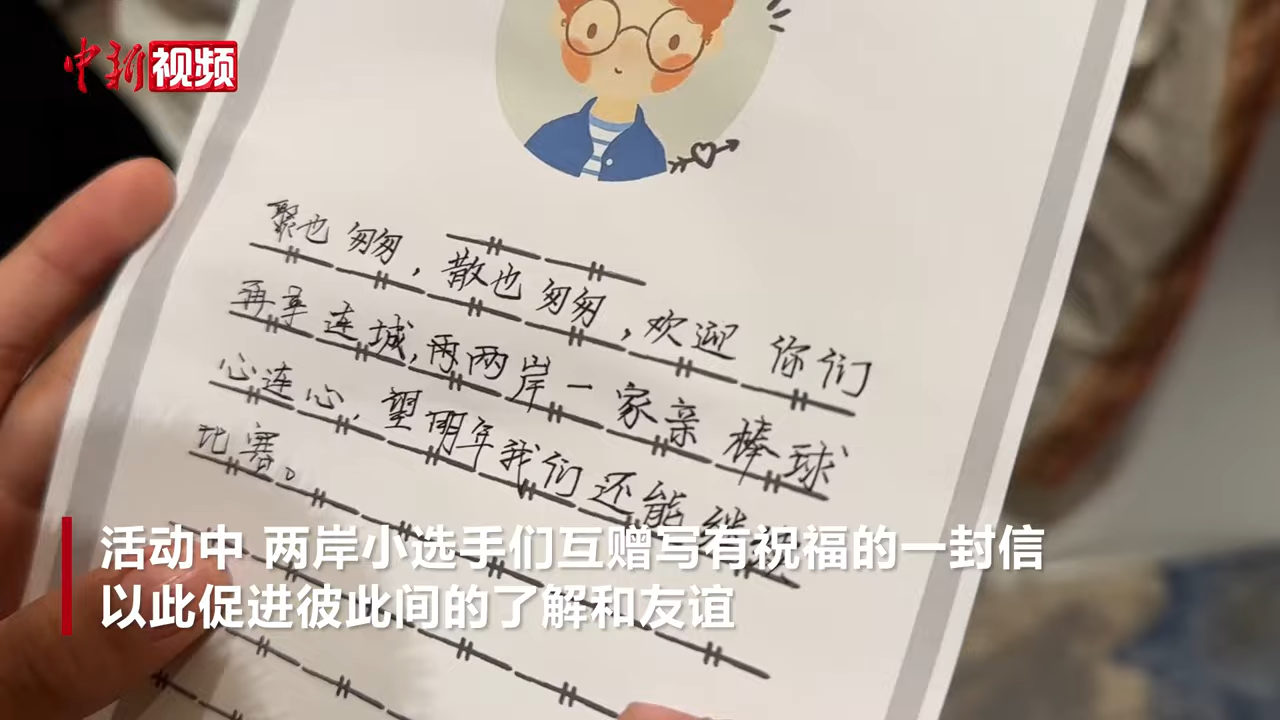 中新视频
聚也匆匆，散也匆匆，欢迎你们
再来连城，两岸一家亲棒球
心连心，望明年我们还能继续
比赛。
活动中 两岸小选手们互赠写有祝福的一封信
以此促进彼此间的了解和友谊